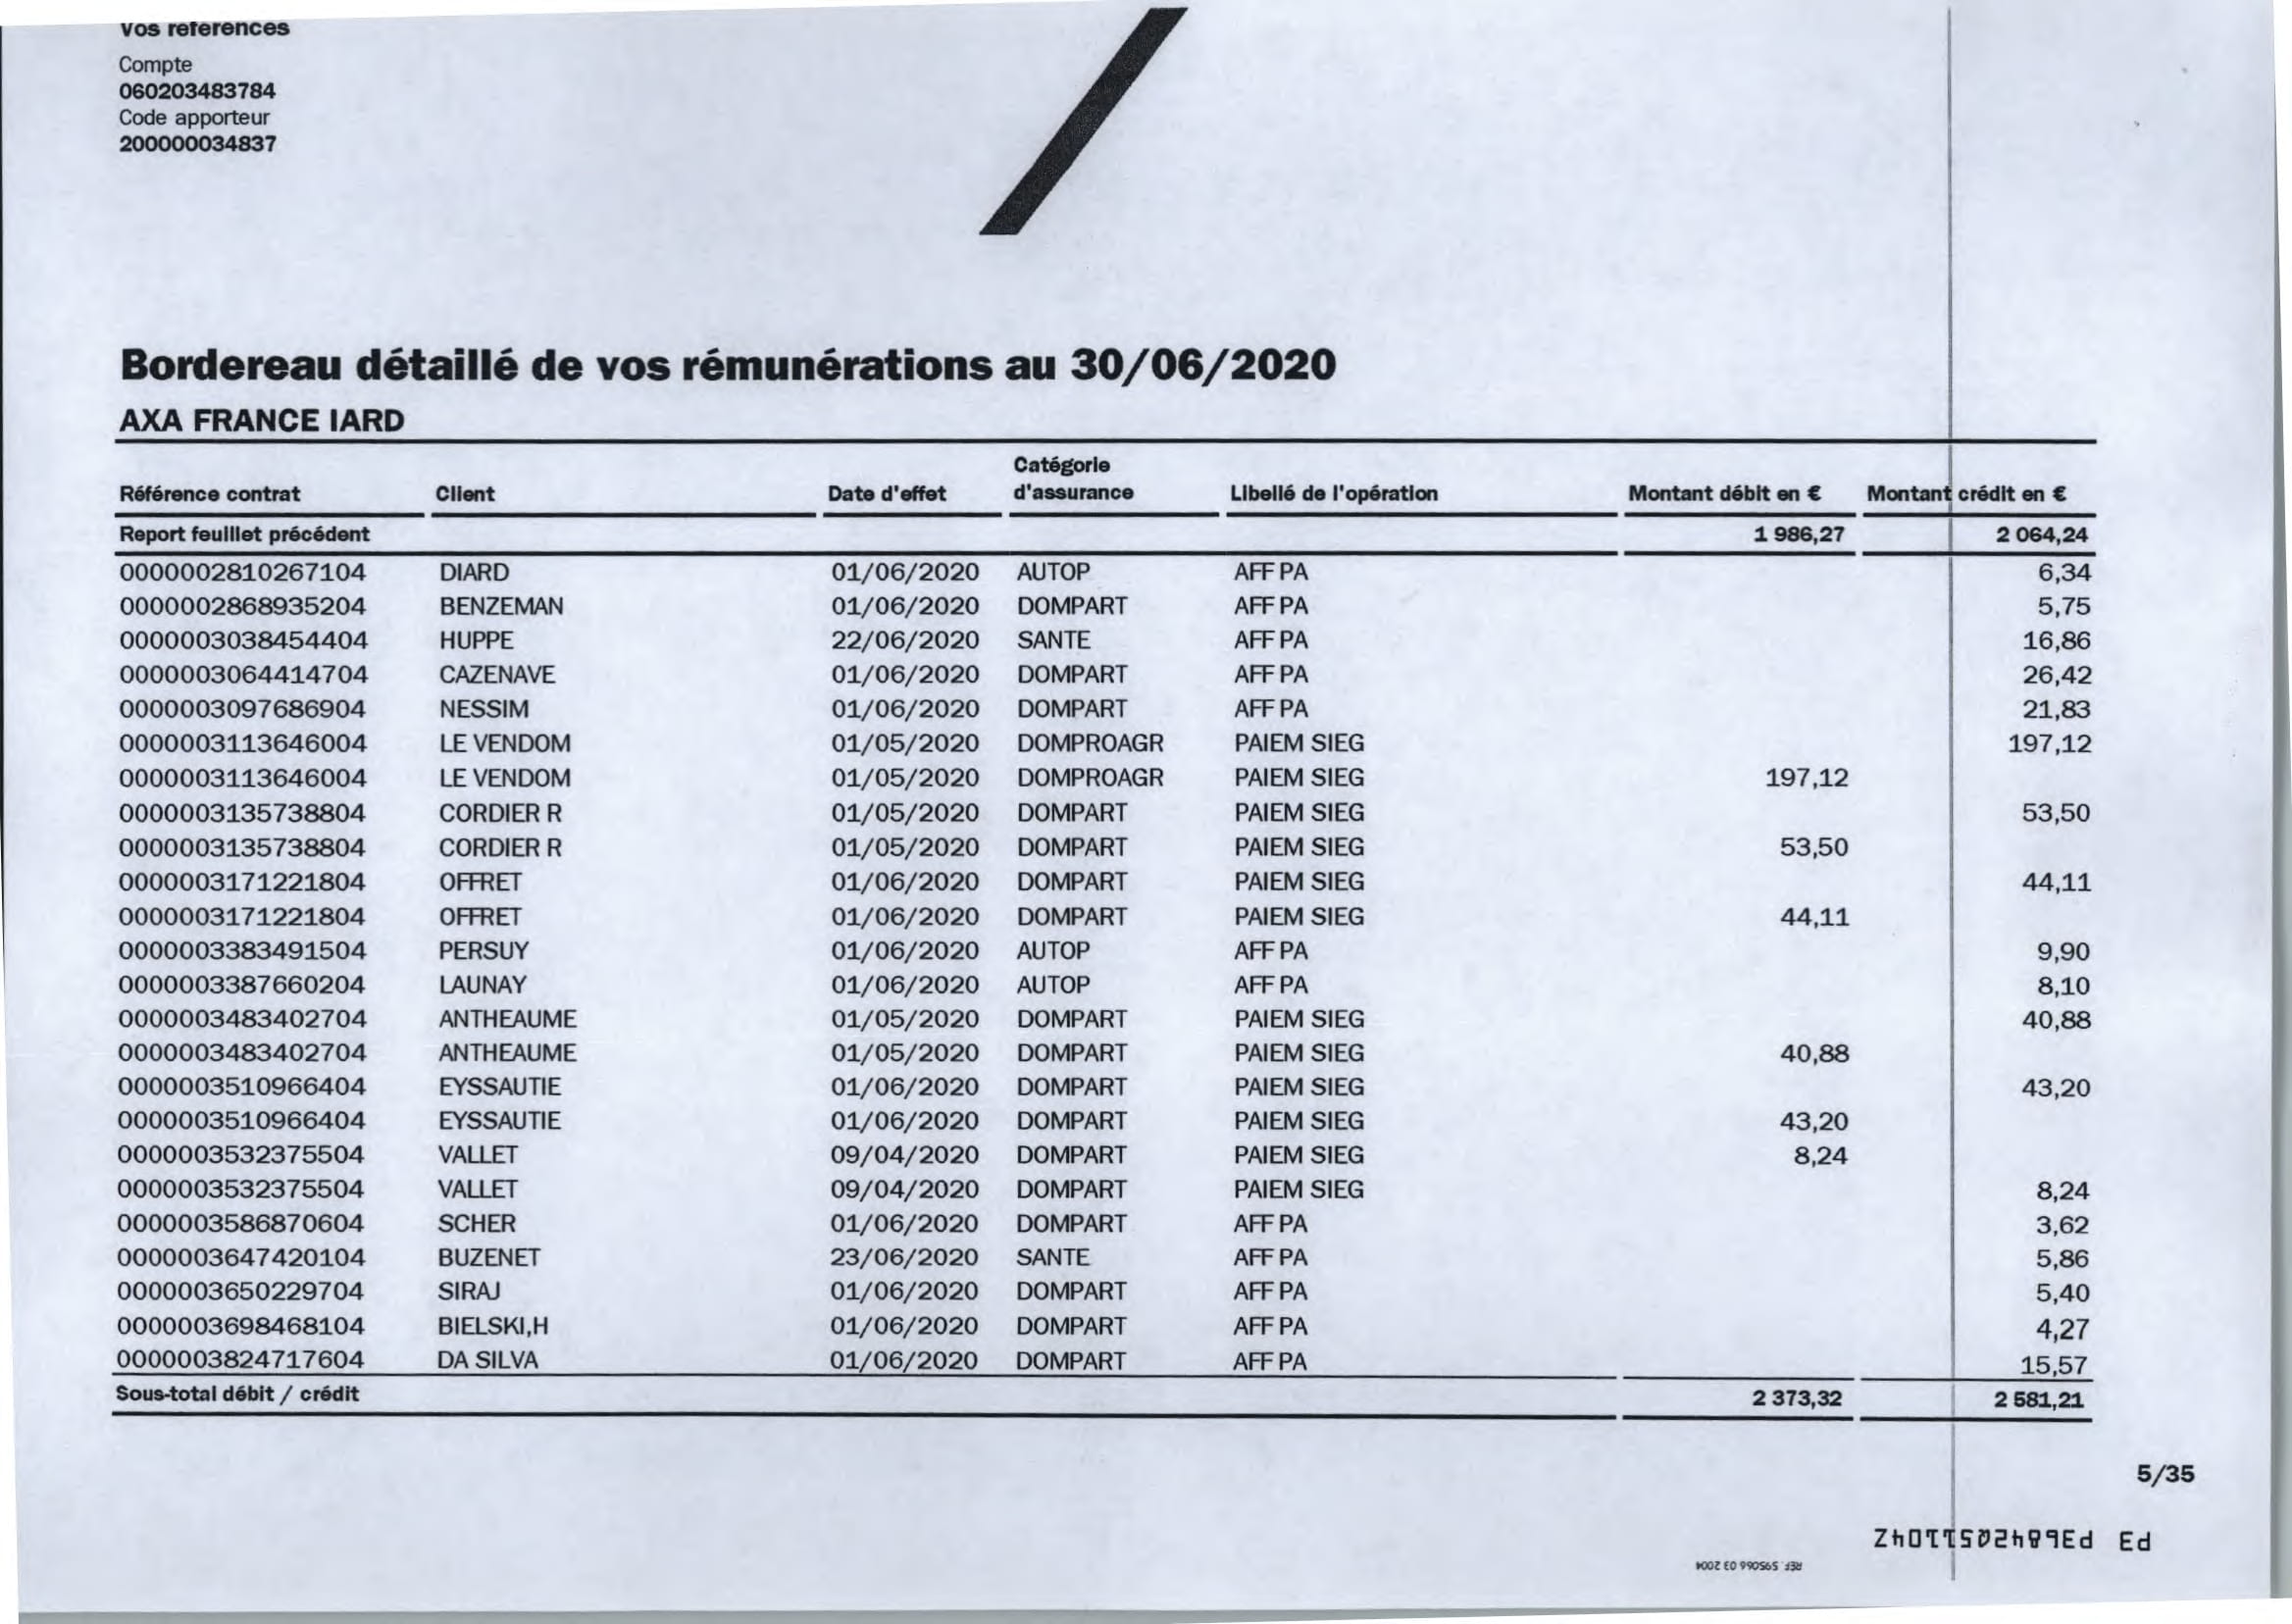 Vos references
Compte
060203483784
Code apporteur
200000034837
Bordereau détaillé de vos rémunérations au 30/06/2020
AXA FRANCE IARD
Référence contrat Client Date d'effet Catégorie d'assurance Libellé de l'opération Montant débit en € Montant crédit en €
Report feuillet précédent 1 986,27 2 064,24
0000002810267104 DIARD 01/06/2020 AUTOP AFF PA 6,34
0000002868935204 BENZEMAN 01/06/2020 DOMPART AFF PA 5,75
0000003038454404 HUPPE 22/06/2020 SANTE AFF PA 16,86
0000003064414704 CAZENAVE 01/06/2020 DOMPART AFF PA 26,42
0000003097686904 NESSIM 01/06/2020 DOMPART AFF PA 21,83
0000003113646004 LE VENDOM 01/05/2020 DOMPROAGR PAIEM SIEG 197,12
0000003113646004 LE VENDOM 01/05/2020 DOMPROAGR PAIEM SIEG 197,12
0000003135738804 CORDIER R 01/05/2020 DOMPART PAIEM SIEG 53,50
0000003135738804 CORDIER R 01/05/2020 DOMPART PAIEM SIEG 53,50
0000003171221804 OFFRET 01/06/2020 DOMPART PAIEM SIEG 44,11
0000003171221804 OFFRET 01/06/2020 DOMPART PAIEM SIEG 44,11
0000003383491504 PERSUY 01/06/2020 AUTOP AFF PA 9,90
0000003387660204 LAUNAY 01/06/2020 AUTOP AFF PA 8,10
0000003483402704 ANTHEAUME 01/05/2020 DOMPART PAIEM SIEG 40,88
0000003483402704 ANTHEAUME 01/05/2020 DOMPART PAIEM SIEG 40,88
0000003510966404 EYSSAUTIE 01/06/2020 DOMPART PAIEM SIEG 43,20
0000003510966404 EYSSAUTIE 01/06/2020 DOMPART PAIEM SIEG 43,20
0000003532375504 VALLET 09/04/2020 DOMPART PAIEM SIEG 8,24
0000003532375504 VALLET 09/04/2020 DOMPART PAIEM SIEG 8,24
0000003586870604 SCHER 01/06/2020 DOMPART AFF PA 3,62
0000003647420104 BUZENET 23/06/2020 SANTE AFF PA 5,86
0000003650229704 SIRAJ 01/06/2020 DOMPART AFF PA 5,40
0000003698468104 BIELSKI,H 01/06/2020 DOMPART AFF PA 4,27
0000003824717604 DA SILVA 01/06/2020 DOMPART AFF PA 15,57
Sous-total débit / crédit 2 373,32 2 581,21
5/35
REF. 595066 03 2004